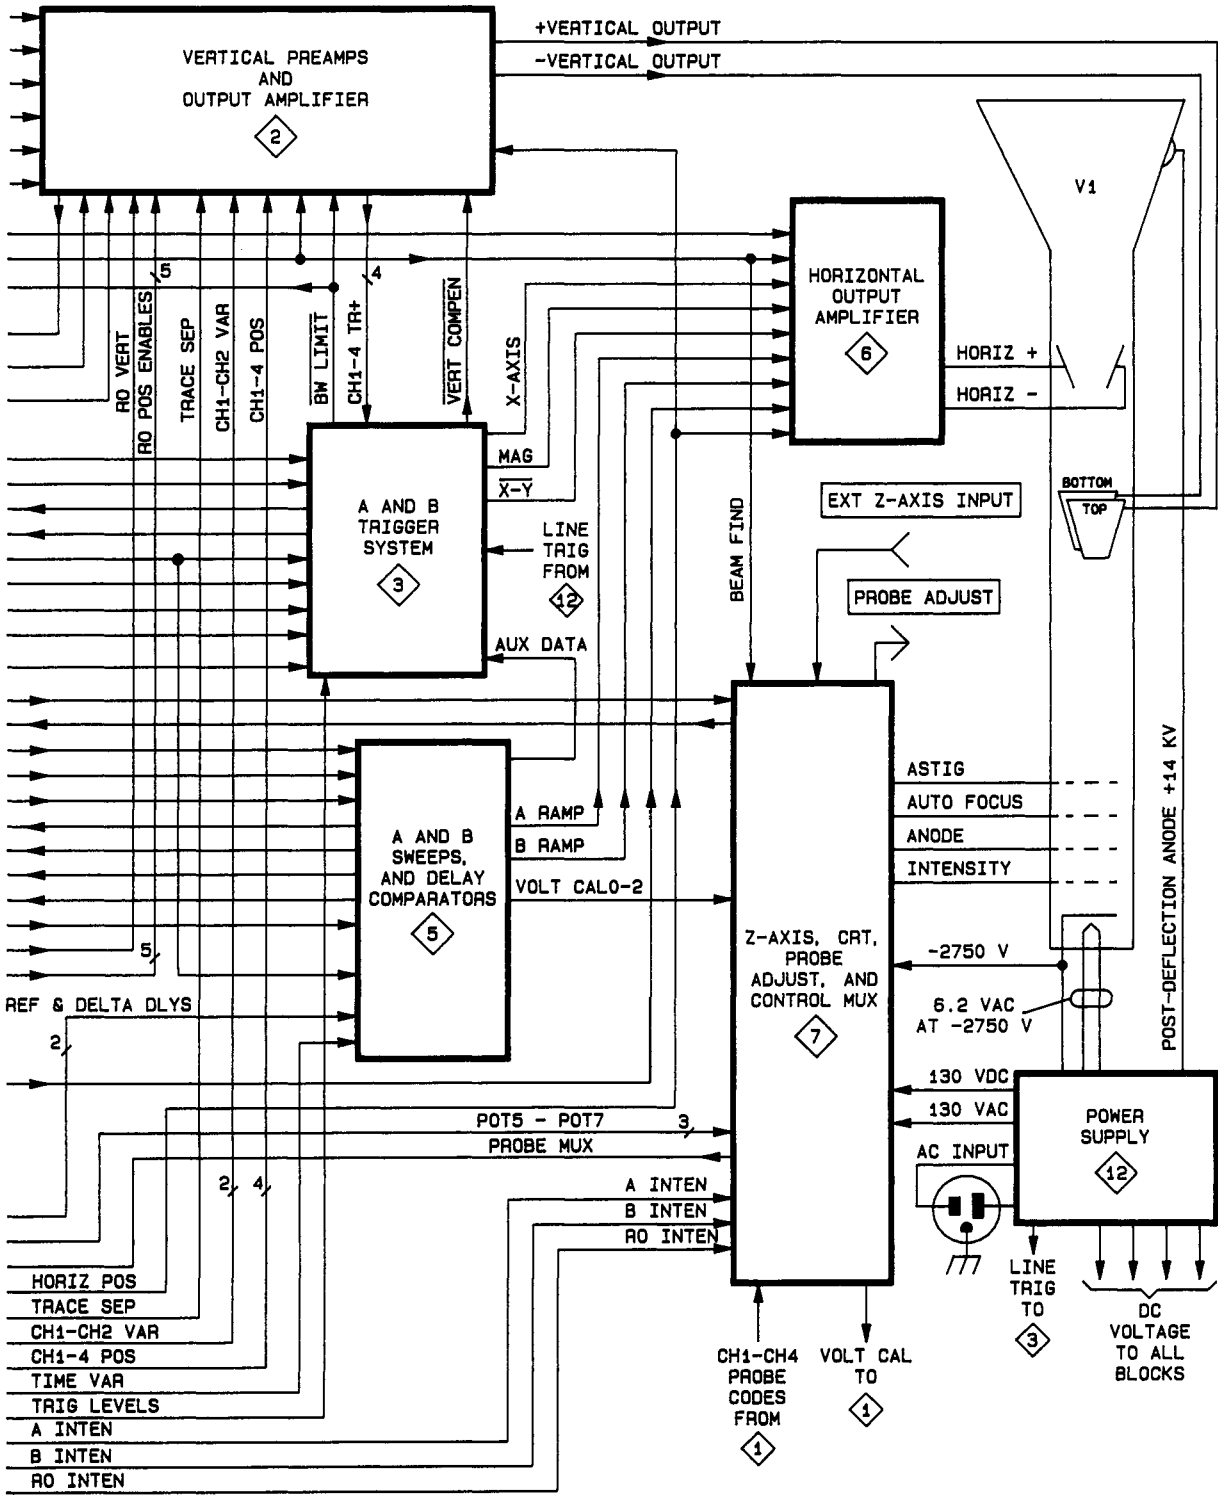 +VERTICAL OUTPUT
-VERTICAL OUTPUT
VERTICAL PREAMPS
AND
OUTPUT AMPLIFIER
2
V1
5
4
RO VERT
RO POS ENABLES
TRACE SEP
CH1-CH2 VAR
CH1-4 POS
BW LIMIT
CH1-4 TR+
VERT COMPEN
X-AXIS
HORIZONTAL
OUTPUT
AMPLIFIER
6
HORIZ +
HORIZ -
MAG
X-Y
A AND B
TRIGGER
SYSTEM
3
LINE
TRIG
FROM
12
AUX DATA
BEAM FIND
EXT Z-AXIS INPUT
PROBE ADJUST
BOTTOM
TOP
POST-DEFLECTION ANODE +14 KV
ASTIG
AUTO FOCUS
ANODE
INTENSITY
A RAMP
B RAMP
VOLT CAL0-2
A AND B
SWEEPS,
AND DELAY
COMPARATORS
5
5
Z-AXIS, CRT,
PROBE
ADJUST, AND
CONTROL MUX
7
-2750 V
6.2 VAC
AT -2750 V
REF & DELTA DLYS
2
130 VDC
130 VAC
AC INPUT
POWER
SUPPLY
12
POT5 - POT7
3
PROBE MUX
2
4
A INTEN
B INTEN
RO INTEN
HORIZ POS
TRACE SEP
CH1-CH2 VAR
CH1-4 POS
TIME VAR
TRIG LEVELS
A INTEN
B INTEN
RO INTEN
LINE
TRIG
TO
3
DC
VOLTAGE
TO ALL
BLOCKS
CH1-CH4
PROBE
CODES
FROM
1
VOLT CAL
TO
1